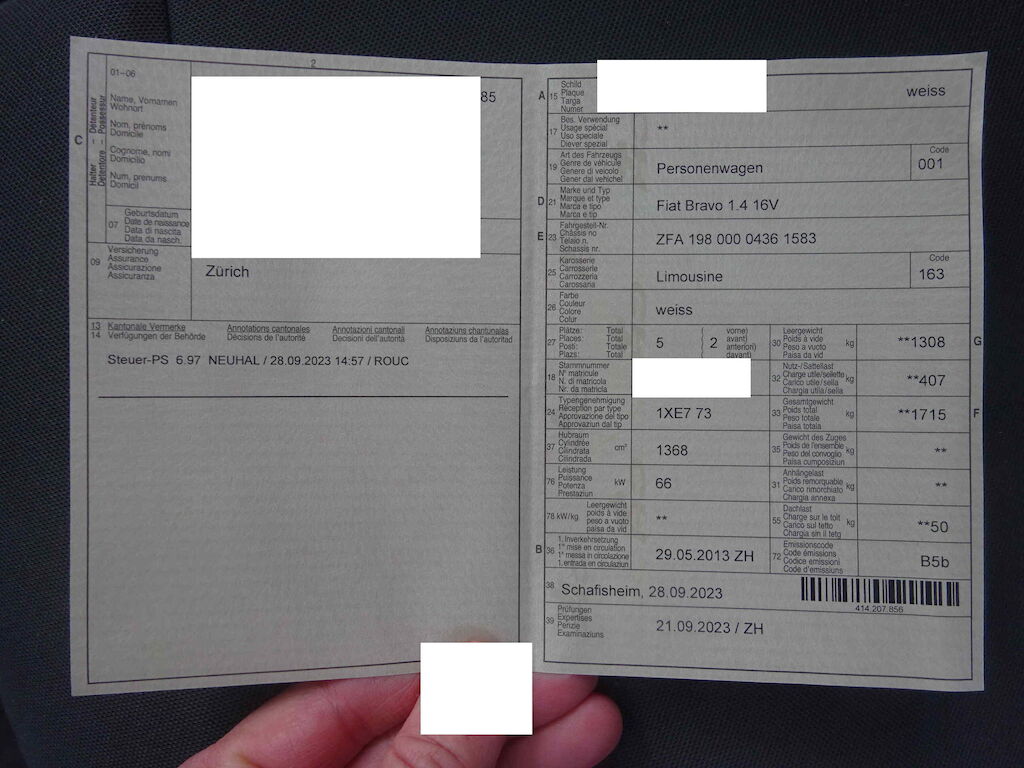 2
C
Halter Détenteur
Detentore Possessur
01–06
Name, Vornamen
Wohnort
Nom, prénoms
Domicile
Cognome, nomi
Domicilio
Num, prenums
Domicil
85
07
Geburtsdatum
Date de naissance
Data di nascita
Data da nasch.
09
Versicherung
Assurance
Assicurazione
Assicuranza
Zürich
13 Kantonale Vermerke Annotations cantonales Annotazioni cantonali Annotaziuns chantunalas
14 Verfügungen der Behörde Décisions de l'autorité Decisioni dell'autorità Disposiziuns da l'autoritad
Steuer-PS 6.97 NEUHAL / 28.09.2023 14:57 / ROUC
A 15
Schild
Plaque
Targa
Numer
weiss
17
Bes. Verwendung
Usage spécial
Uso speciale
Diever spezial
**
19
Art des Fahrzeugs
Genre de véhicule
Genere di veicolo
Gener dal vehichel
Personenwagen
Code
001
D 21
Marke und Typ
Marque et type
Marca e tipo
Marca e tip
Fiat Bravo 1.4 16V
E 23
Fahrgestell-Nr.
Châssis no
Telaio n.
Schassis nr.
ZFA 198 000 0436 1583
25
Karosserie
Carrosserie
Carrozzeria
Carossaria
Limousine
Code
163
26
Farbe
Couleur
Colore
Colur
weiss
27
Plätze: Total
Places: Total
Posti: Totale
Plazs: Total
5 ( 2 vorne)
avant)
anteriori)
davant)
30
Leergewicht
Poids à vide
Peso a vuoto
Paisa da vid
kg
**1308
G
18
Stammnummer
N° matricule
N. di matricola
Nr. da matricla
32
Nutz-/Sattellast
Charge utile/sellette
Carico utile/sella
Chargia utila/sella
kg
**407
24
Typengenehmigung
Réception par type
Approvazione del tipo
Approvaziun dal tip
1XE7 73
33
Gesamtgewicht
Poids total
Peso totale
Paisa totala
kg
**1715
F
37
Hubraum
Cylindrée
Cilindrata
Cilindrada
cm³
1368
35
Gewicht des Zuges
Poids de l'ensemble
Peso del convoglio
Paisa cumposiziun
kg
**
76
Leistung
Puissance
Potenza
Prestaziun
kW
66
31
Anhängelast
Poids remorquable
Carico rimorchiato
Chargia annexa
kg
**
78 kW/kg
Leergewicht
poids à vide
peso a vuoto
paisa da vid
**
55
Dachlast
Charge sur le toit
Carico sul tetto
Chargia sin il tetg
kg
**50
B 36
1. Inverkehrsetzung
1re mise en circulation
1a messa in circolazione
1. entrada en circulaziun
29.05.2013 ZH
72
Emissionscode
Code émissions
Codice emissioni
Code d'emissiuns
B5b
38
Schafisheim, 28.09.2023
414.207.856
39
Prüfungen
Expertises
Perizie
Examinaziuns
21.09.2023 / ZH